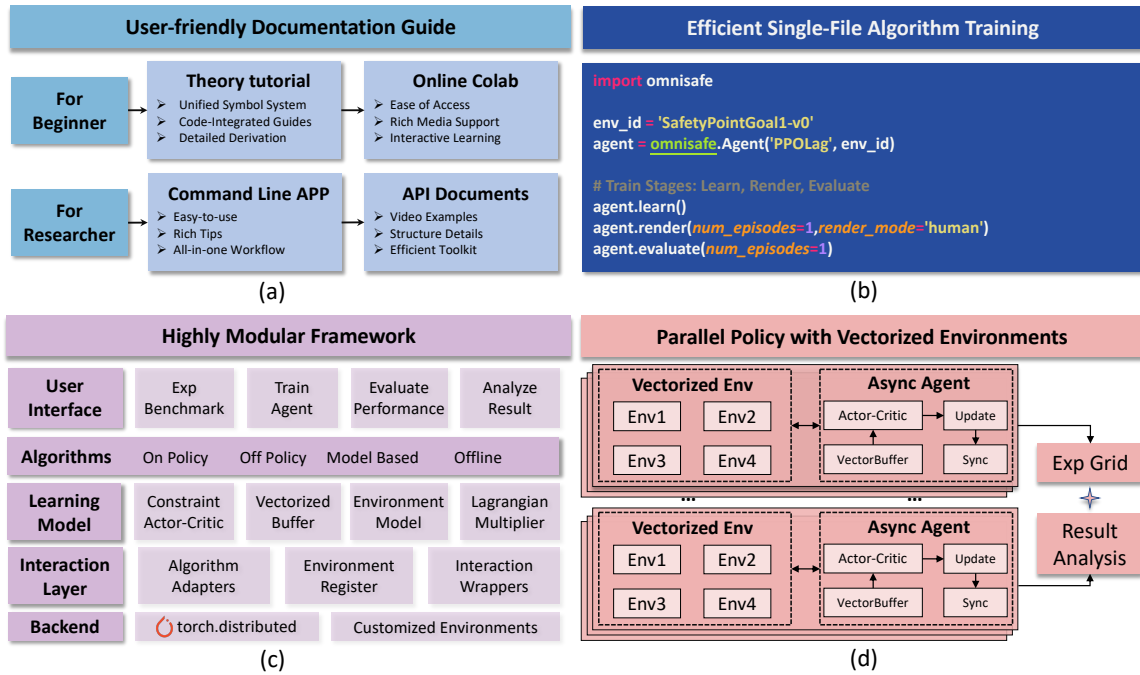 User-friendly Documentation Guide
For
Beginner
Theory tutorial
➢ Unified Symbol System
➢ Code-Integrated Guides
➢ Detailed Derivation
Online Colab
➢ Ease of Access
➢ Rich Media Support
➢ Interactive Learning
For
Researcher
Command Line APP
➢ Easy-to-use
➢ Rich Tips
➢ All-in-one Workflow
API Documents
➢ Video Examples
➢ Structure Details
➢ Efficient Toolkit
(a)
Efficient Single-File Algorithm Training
import omnisafe
env_id = 'SafetyPointGoal1-v0'
agent = omnisafe.Agent('PPOLag', env_id)
# Train Stages: Learn, Render, Evaluate
agent.learn()
agent.render(num_episodes=1,render_mode='human')
agent.evaluate(num_episodes=1)
(b)
Highly Modular Framework
User
Interface
Exp
Benchmark
Train
Agent
Evaluate
Performance
Analyze
Result
Algorithms
On Policy
Off Policy
Model Based
Offline
Learning
Model
Constraint
Actor-Critic
Vectorized
Buffer
Environment
Model
Lagrangian
Multiplier
Interaction
Layer
Algorithm
Adapters
Environment
Register
Interaction
Wrappers
Backend
torch.distributed
Customized Environments
(c)
Parallel Policy with Vectorized Environments
Vectorized Env
Env1
Env2
Env3
Env4
Async Agent
Actor-Critic
Update
VectorBuffer
Sync
...
...
Vectorized Env
Env1
Env2
Env3
Env4
Async Agent
Actor-Critic
Update
VectorBuffer
Sync
Exp Grid
Result
Analysis
(d)